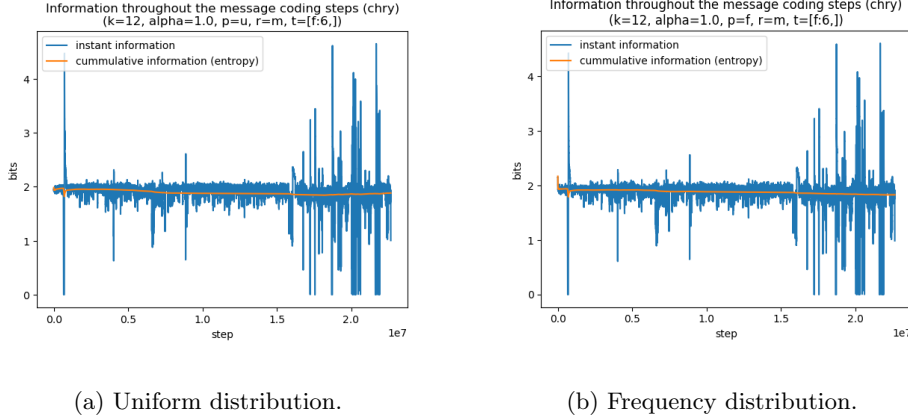 Information throughout the message coding steps (chry)
(k=12, alpha=1.0, p=u, r=m, t=[f:6,])
instant information
cummulative information (entropy)
4
3
2
1
0
bits
0.0
0.5
1.0
1.5
2.0
1e7
step
(a) Uniform distribution.
Information throughout the message coding steps (chry)
(k=12, alpha=1.0, p=f, r=m, t=[f:6,])
instant information
cummulative information (entropy)
4
3
2
1
0
bits
0.0
0.5
1.0
1.5
2.0
1e7
step
(b) Frequency distribution.